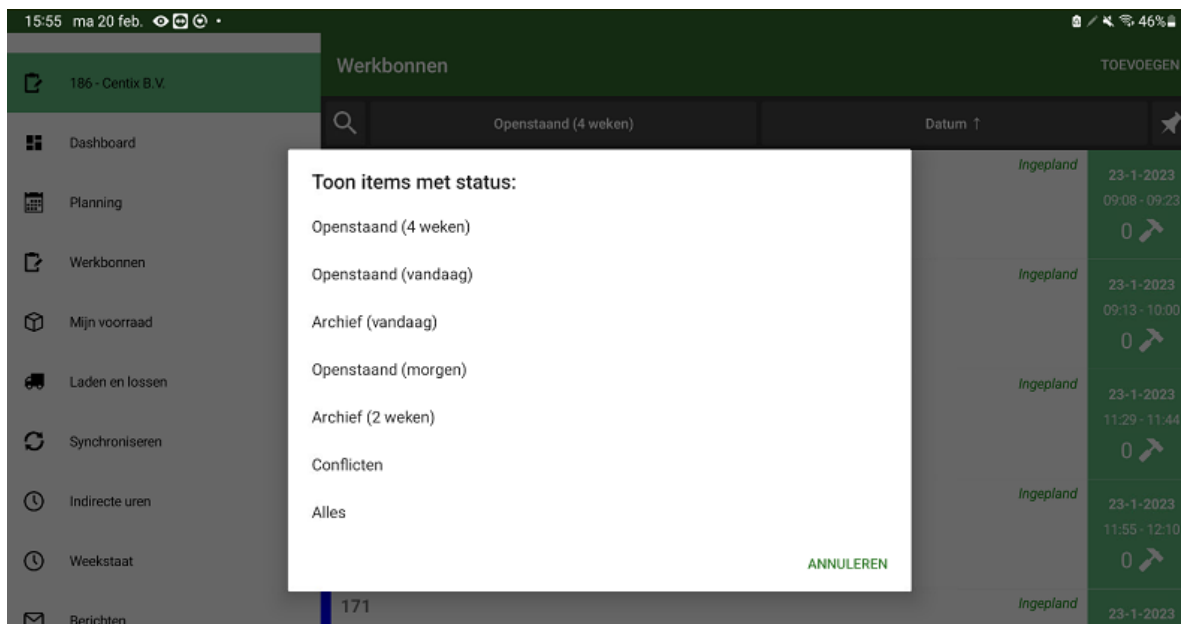 15:55 ma 20 feb.
46%
186 - Centix B.V.
Dashboard
Planning
Werkbonnen
Mijn voorraad
Laden en lossen
Synchroniseren
Indirecte uren
Weekstaat
Berichten
Werkbonnen
TOEVOEGEN
Openstaand (4 weken)
Datum ↑
Toon items met status:
Openstaand (4 weken)
Openstaand (vandaag)
Archief (vandaag)
Openstaand (morgen)
Archief (2 weken)
Conflicten
Alles
ANNULEREN
Ingepland
23-1-2023
09:08 - 09:23
0
Ingepland
23-1-2023
09:13 - 10:00
0
Ingepland
23-1-2023
11:29 - 11:44
0
Ingepland
23-1-2023
11:55 - 12:10
0
171
Ingepland
23-1-2023